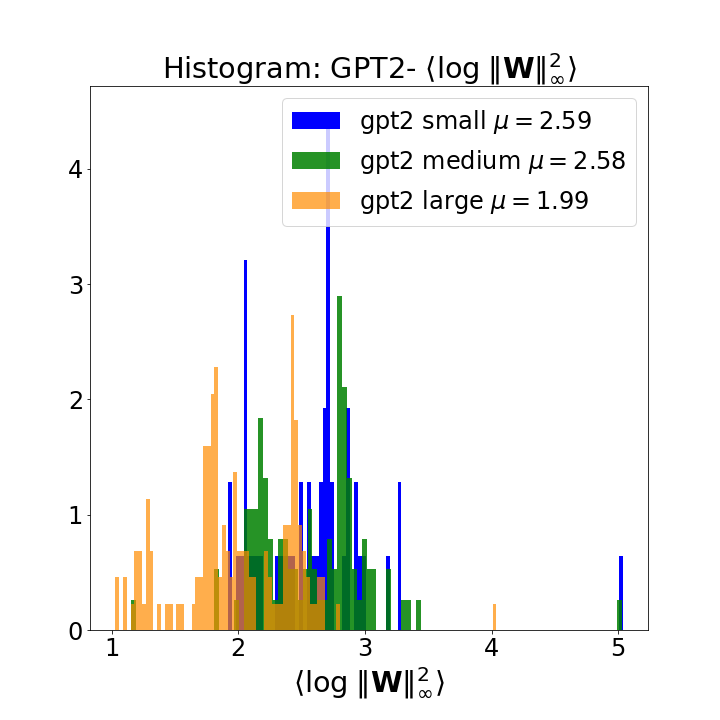 Histogram: GPT2- ⟨log ‖W‖²∞⟩
gpt2 small μ = 2.59
gpt2 medium μ = 2.58
gpt2 large μ = 1.99
4
3
2
1
0
1 2 3 4 5
⟨log ‖W‖²∞⟩